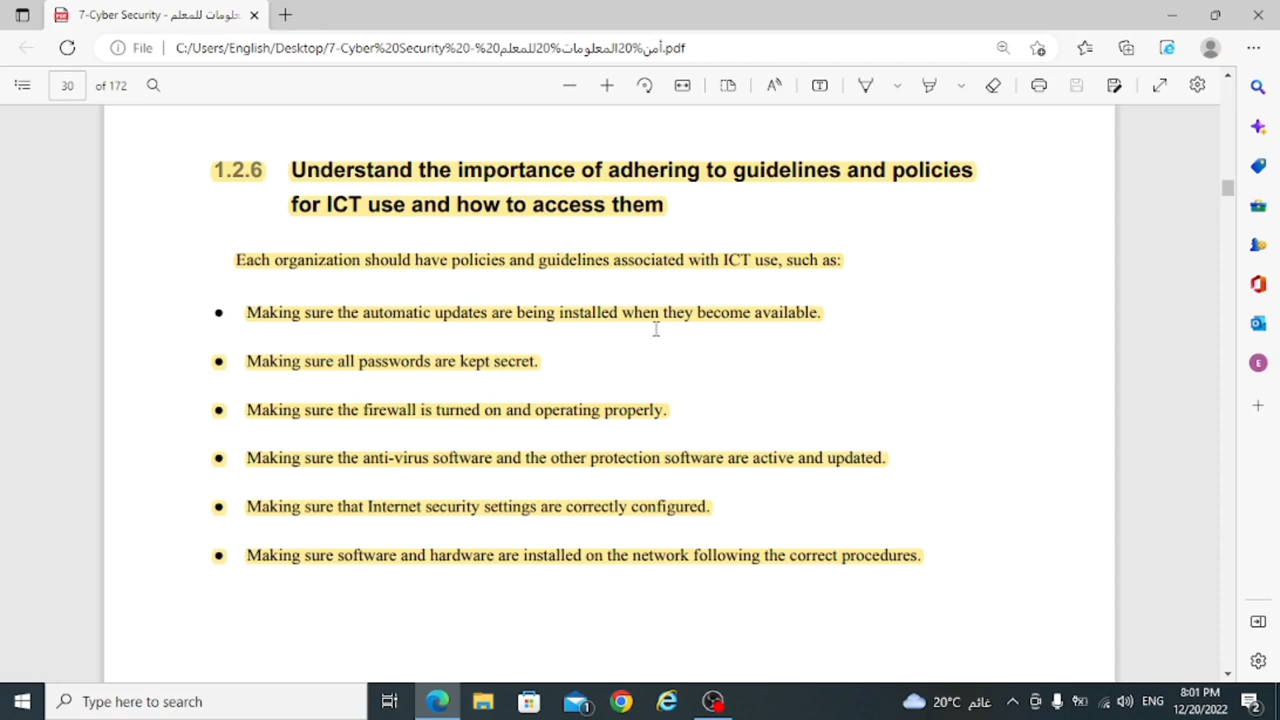 7-Cyber Security - أمن المعلومات للمعلم
File
C:/Users/English/Desktop/7-Cyber%20Security%20-%20أمن%20المعلومات%20للمعلم.pdf
30 of 172
1.2.6 Understand the importance of adhering to guidelines and policies
for ICT use and how to access them
Each organization should have policies and guidelines associated with ICT use, such as:
• Making sure the automatic updates are being installed when they become available.
• Making sure all passwords are kept secret.
• Making sure the firewall is turned on and operating properly.
• Making sure the anti-virus software and the other protection software are active and updated.
• Making sure that Internet security settings are correctly configured.
• Making sure software and hardware are installed on the network following the correct procedures.
E
Type here to search
1
20°C غائم
ENG
8:01 PM
12/20/2022
2